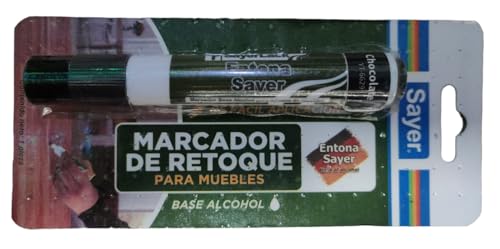 Entona
Sayer
Chocolate
Sayer®
MARCADOR
DE RETOQUE
PARA MUEBLES
BASE ALCOHOL
Entona
Sayer